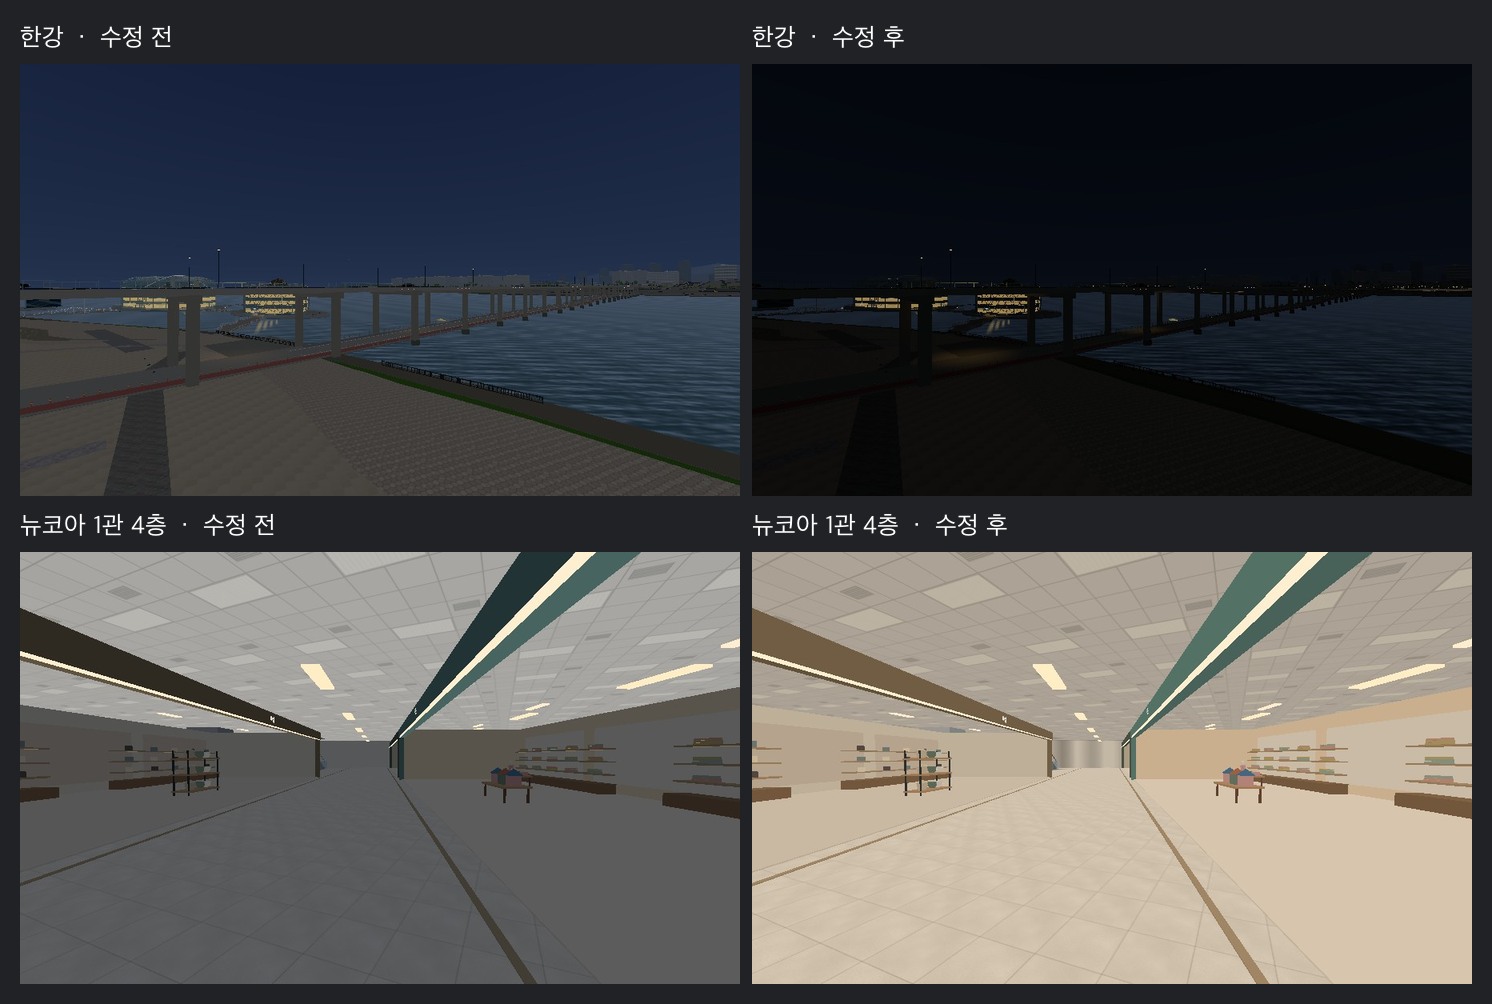 한강 · 수정 전
한강 · 수정 후
뉴코아 1관 4층 · 수정 전
뉴코아 1관 4층 · 수정 후